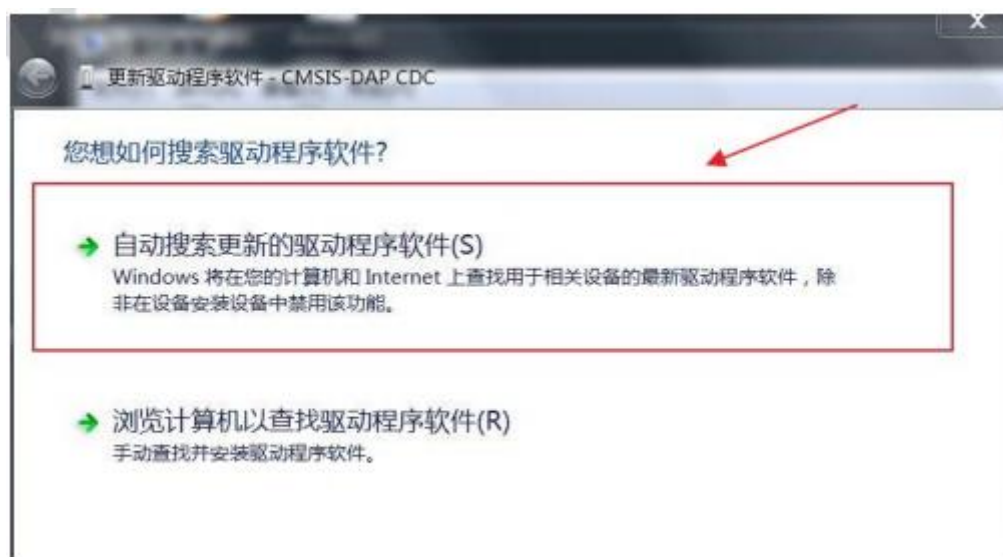 更新驱动程序软件 - CMSIS-DAP CDC
您想如何搜索驱动程序软件?
自动搜索更新的驱动程序软件(S)
Windows 将在您的计算机和 Internet 上查找用于相关设备的最新驱动程序软件，除
非在设备安装设备中禁用该功能。
浏览计算机以查找驱动程序软件(R)
手动查找并安装驱动程序软件。